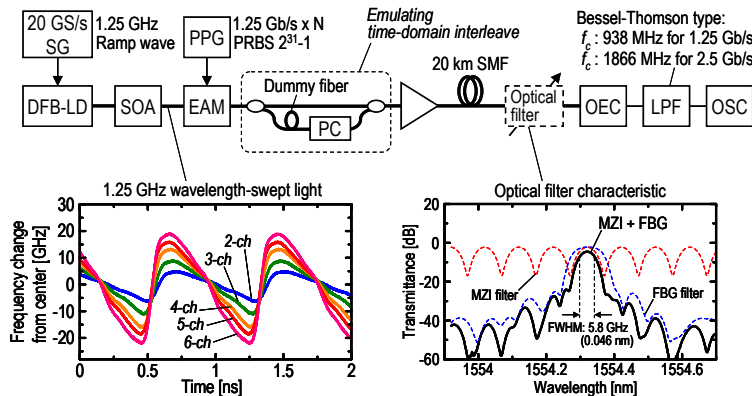 20 GS/s
SG
1.25 GHz
Ramp wave
PPG
1.25 Gb/s x N
PRBS 2³¹-1
Emulating
time-domain interleave
Bessel-Thomson type:
fc : 938 MHz for 1.25 Gb/s
fc : 1866 MHz for 2.5 Gb/s
20 km SMF
DFB-LD
SOA
EAM
Dummy fiber
PC
Optical
filter
OEC
LPF
OSC
1.25 GHz wavelength-swept light
Frequency change
from center [GHz]
30
20
10
0
-10
-20
2-ch
3-ch
4-ch
5-ch
6-ch
0
0.5
1
1.5
2
Time [ns]
Optical filter characteristic
Transmittance [dB]
20
0
-20
-40
-60
MZI + FBG
MZI filter
FBG filter
FWHM: 5.8 GHz
(0.046 nm)
1554
1554.2
1554.4
1554.6
Wavelength [nm]